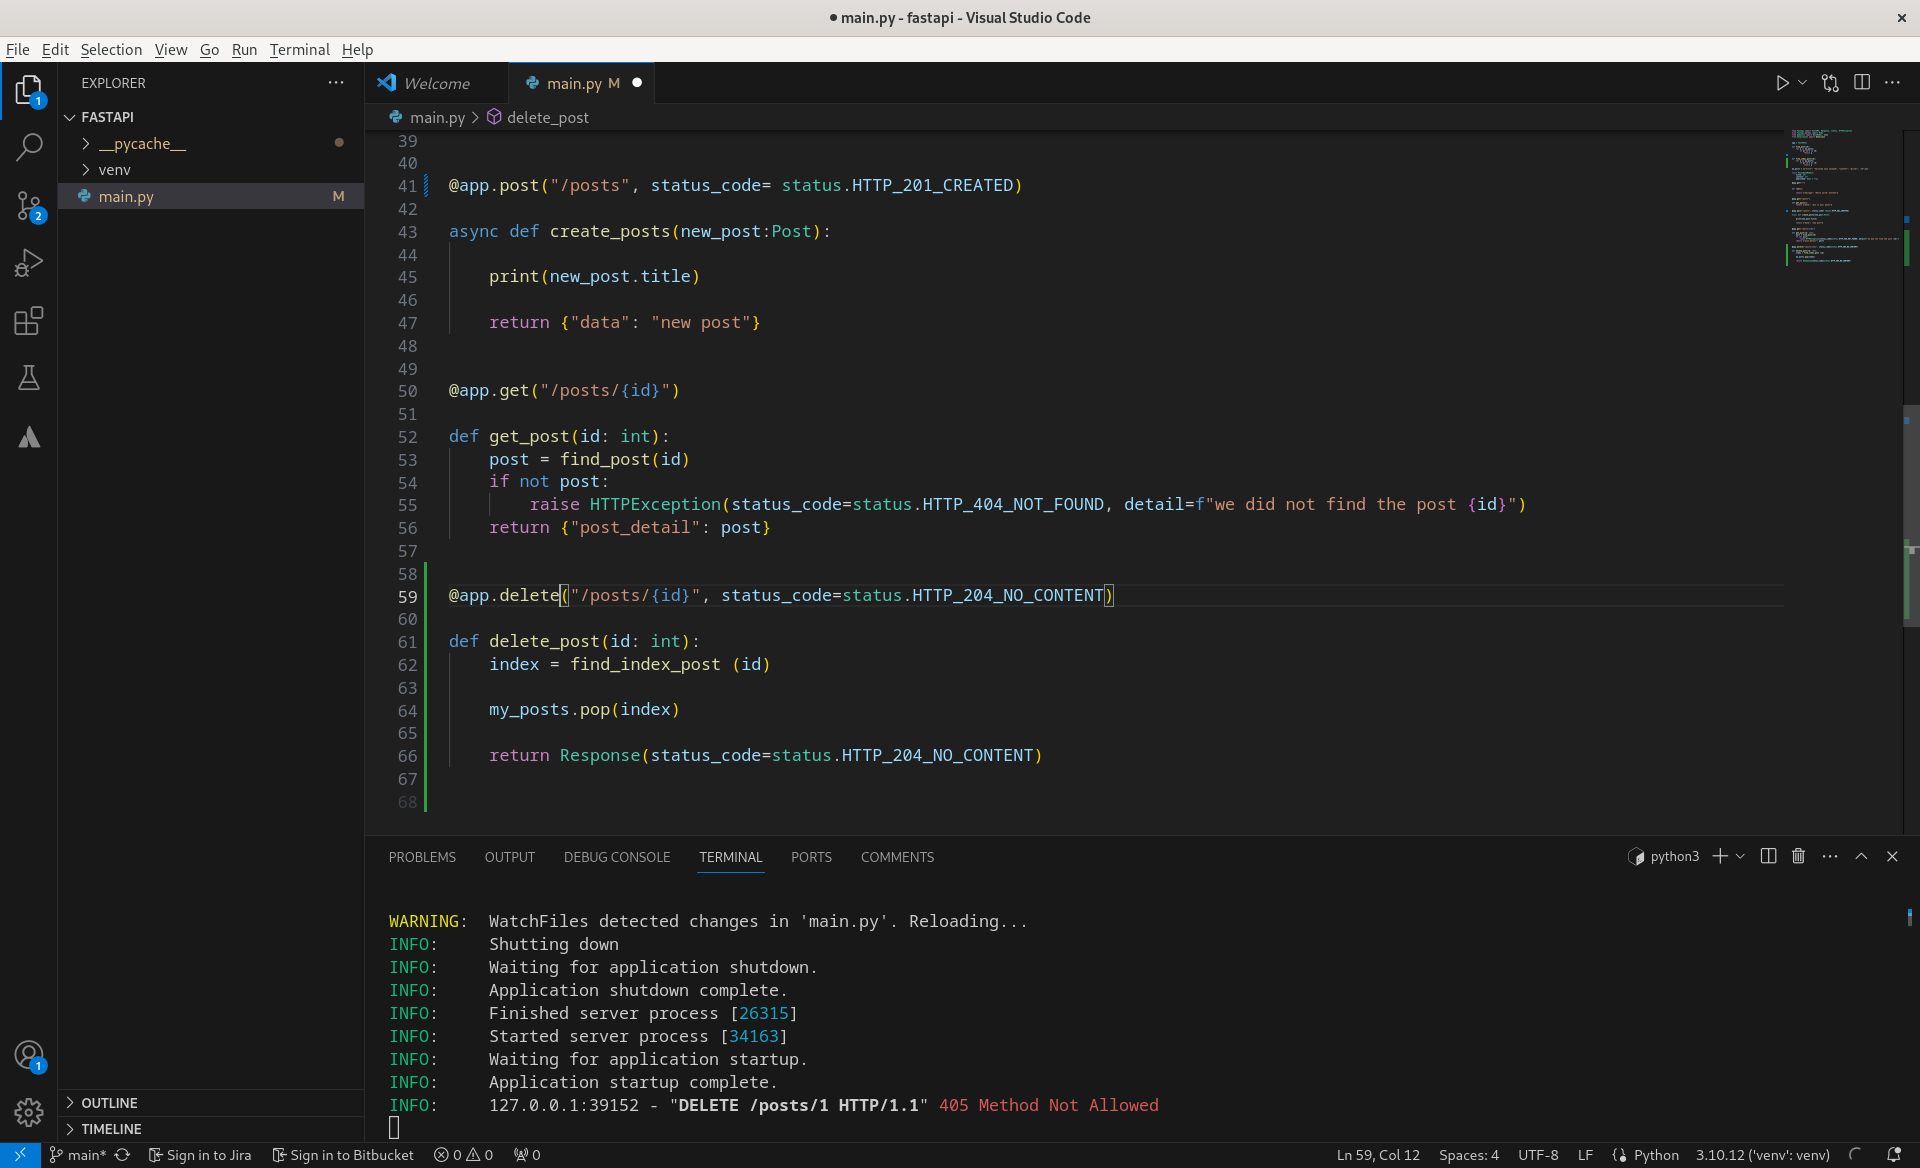 main.py - fastapi - Visual Studio Code
File Edit Selection View Go Run Terminal Help
EXPLORER
FASTAPI
__pycache__
venv
main.py M
OUTLINE
TIMELINE
1
2
1
Welcome
main.py M
main.py > delete_post
39
40
41 @app.post("/posts", status_code= status.HTTP_201_CREATED)
42
43 async def create_posts(new_post:Post):
44
45     print(new_post.title)
46
47     return {"data": "new post"}
48
49
50 @app.get("/posts/{id}")
51
52 def get_post(id: int):
53     post = find_post(id)
54     if not post:
55         raise HTTPException(status_code=status.HTTP_404_NOT_FOUND, detail=f"we did not find the post {id}")
56     return {"post_detail": post}
57
58
59 @app.delete("/posts/{id}", status_code=status.HTTP_204_NO_CONTENT)
60
61 def delete_post(id: int):
62     index = find_index_post (id)
63
64     my_posts.pop(index)
65
66     return Response(status_code=status.HTTP_204_NO_CONTENT)
67
68
PROBLEMS OUTPUT DEBUG CONSOLE TERMINAL PORTS COMMENTS
python3
WARNING:  WatchFiles detected changes in 'main.py'. Reloading...
INFO:     Shutting down
INFO:     Waiting for application shutdown.
INFO:     Application shutdown complete.
INFO:     Finished server process [26315]
INFO:     Started server process [34163]
INFO:     Waiting for application startup.
INFO:     Application startup complete.
INFO:     127.0.0.1:39152 - "DELETE /posts/1 HTTP/1.1" 405 Method Not Allowed
main* Sign in to Jira Sign in to Bitbucket 0 0 0 Ln 59, Col 12 Spaces: 4 UTF-8 LF Python 3.10.12 ('venv': venv)